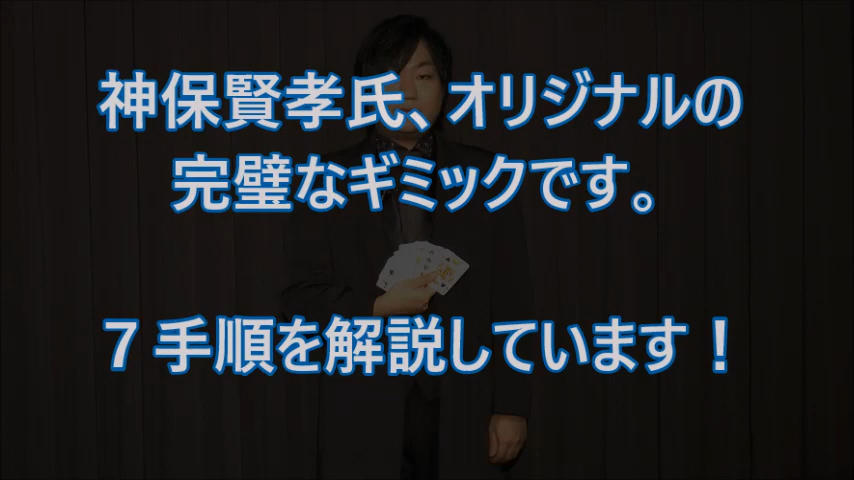 神保賢孝氏、オリジナルの
完璧なギミックです。
７手順を解説しています！